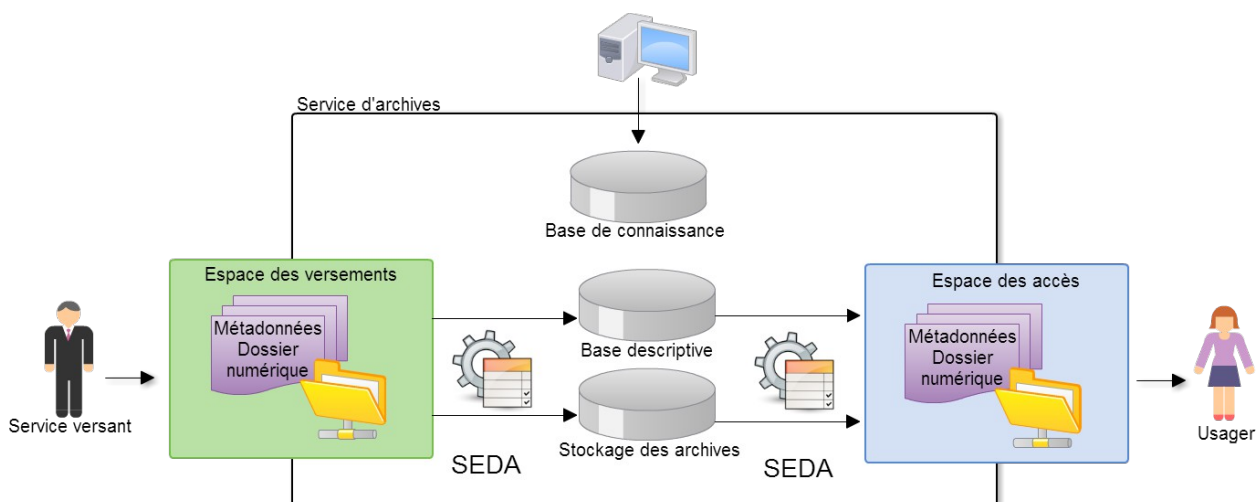 Service d'archives
Base de connaissance
Espace des versements
Métadonnées
Dossier
numérique
Service versant
SEDA
Base descriptive
Stockage des archives
SEDA
Espace des accès
Métadonnées
Dossier
numérique
Usager